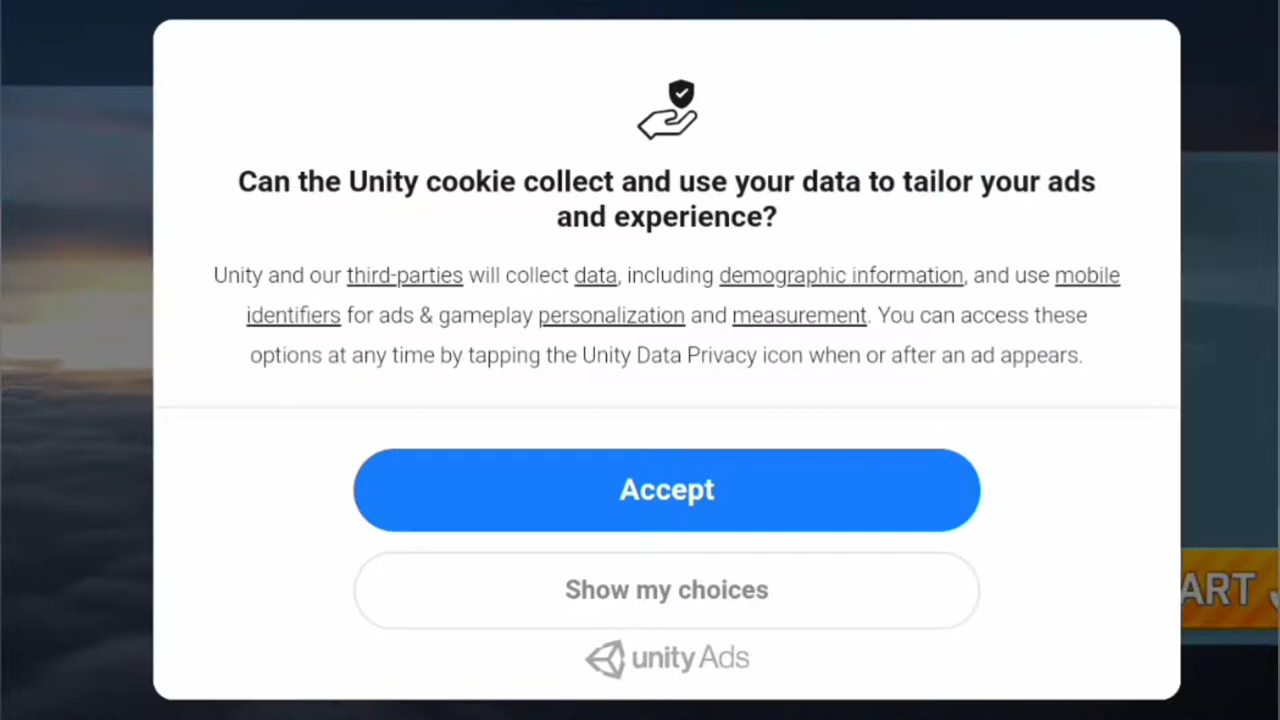 Can the Unity cookie collect and use your data to tailor your ads
and experience?
Unity and our third-parties will collect data, including demographic information, and use mobile
identifiers for ads & gameplay personalization and measurement. You can access these
options at any time by tapping the Unity Data Privacy icon when or after an ad appears.
Accept
Show my choices
ART
unity Ads